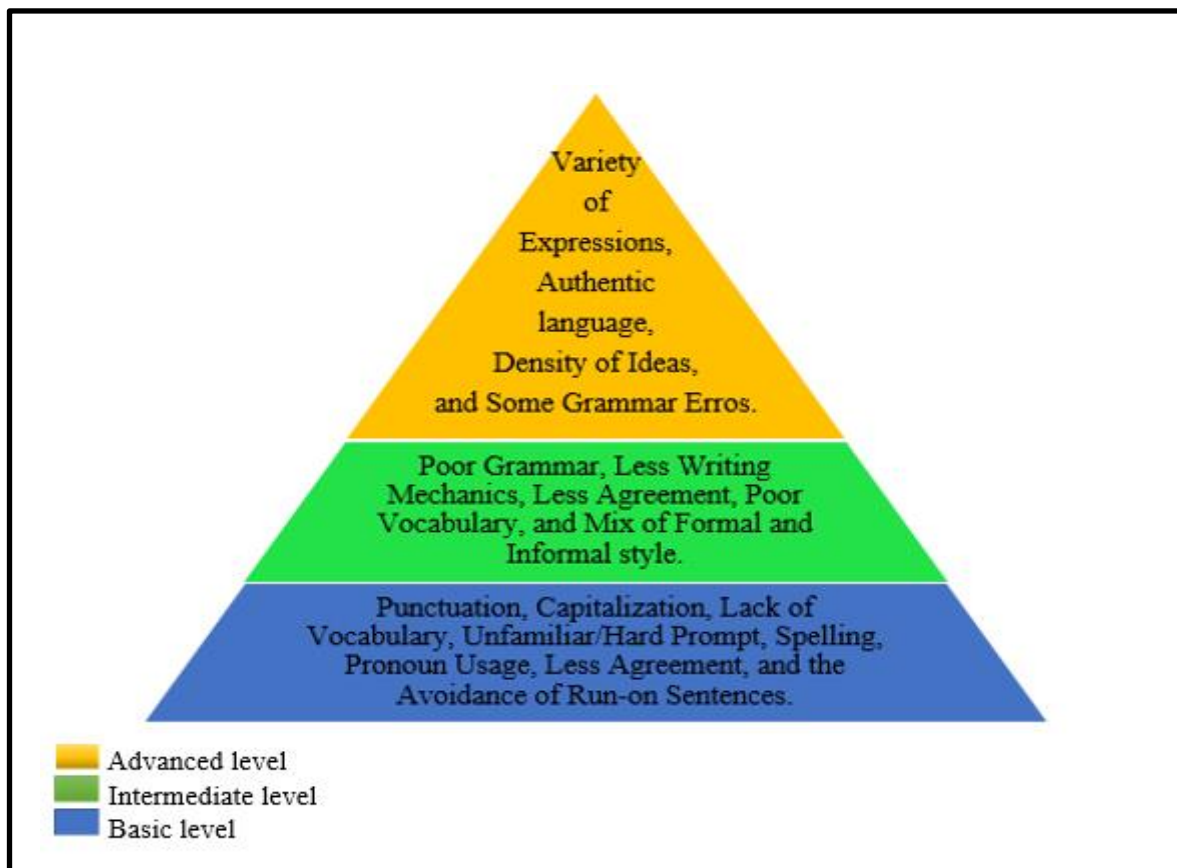 Variety
of
Expressions,
Authentic
language,
Density of Ideas,
and Some Grammar Erros.
Poor Grammar, Less Writing
Mechanics, Less Agreement, Poor
Vocabulary, and Mix of Formal and
Informal style.
Punctuation, Capitalization, Lack of
Vocabulary, Unfamiliar/Hard Prompt, Spelling,
Pronoun Usage, Less Agreement, and the
Avoidance of Run-on Sentences.
Advanced level
Intermediate level
Basic level